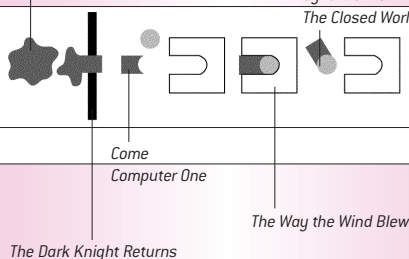 The Closed Worl
Come
Computer One
The Way the Wind Blew
The Dark Knight Returns